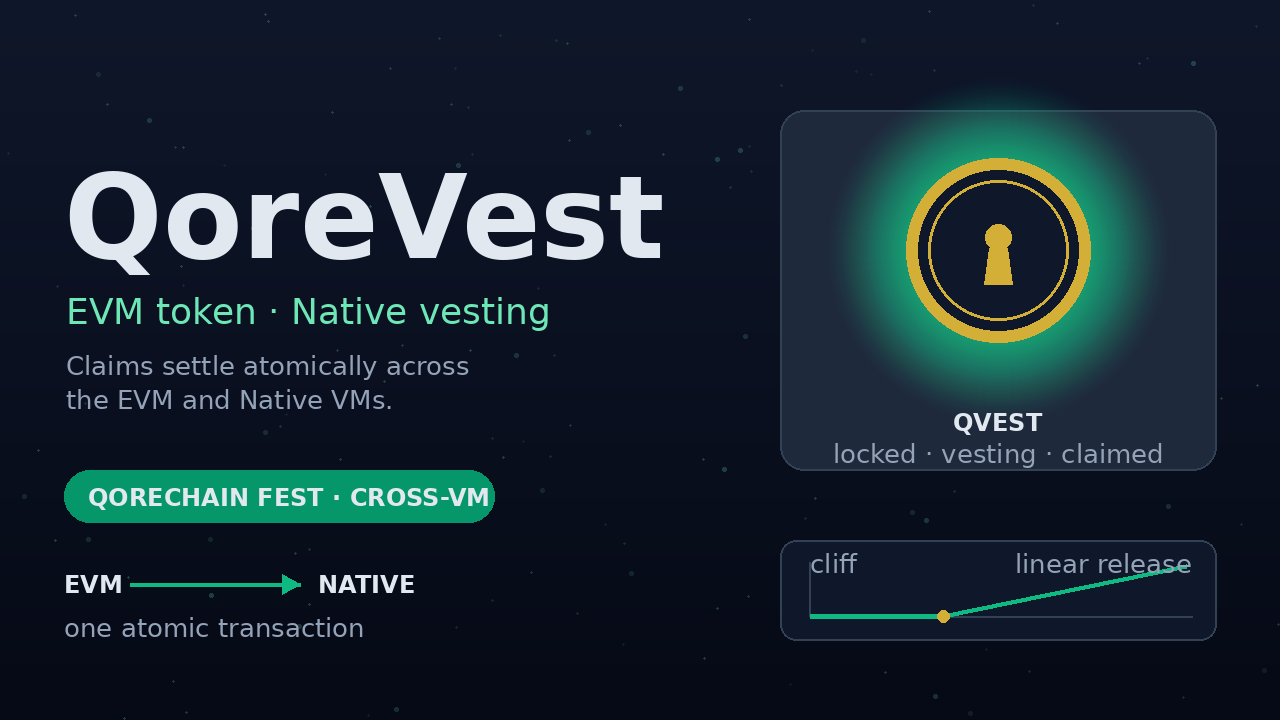 QoreVest
EVM token · Native vesting
Claims settle atomically across
the EVM and Native VMs.
QORECHAIN FEST · CROSS-VM
EVM NATIVE
one atomic transaction
QVEST
locked · vesting · claimed
cliff linear release